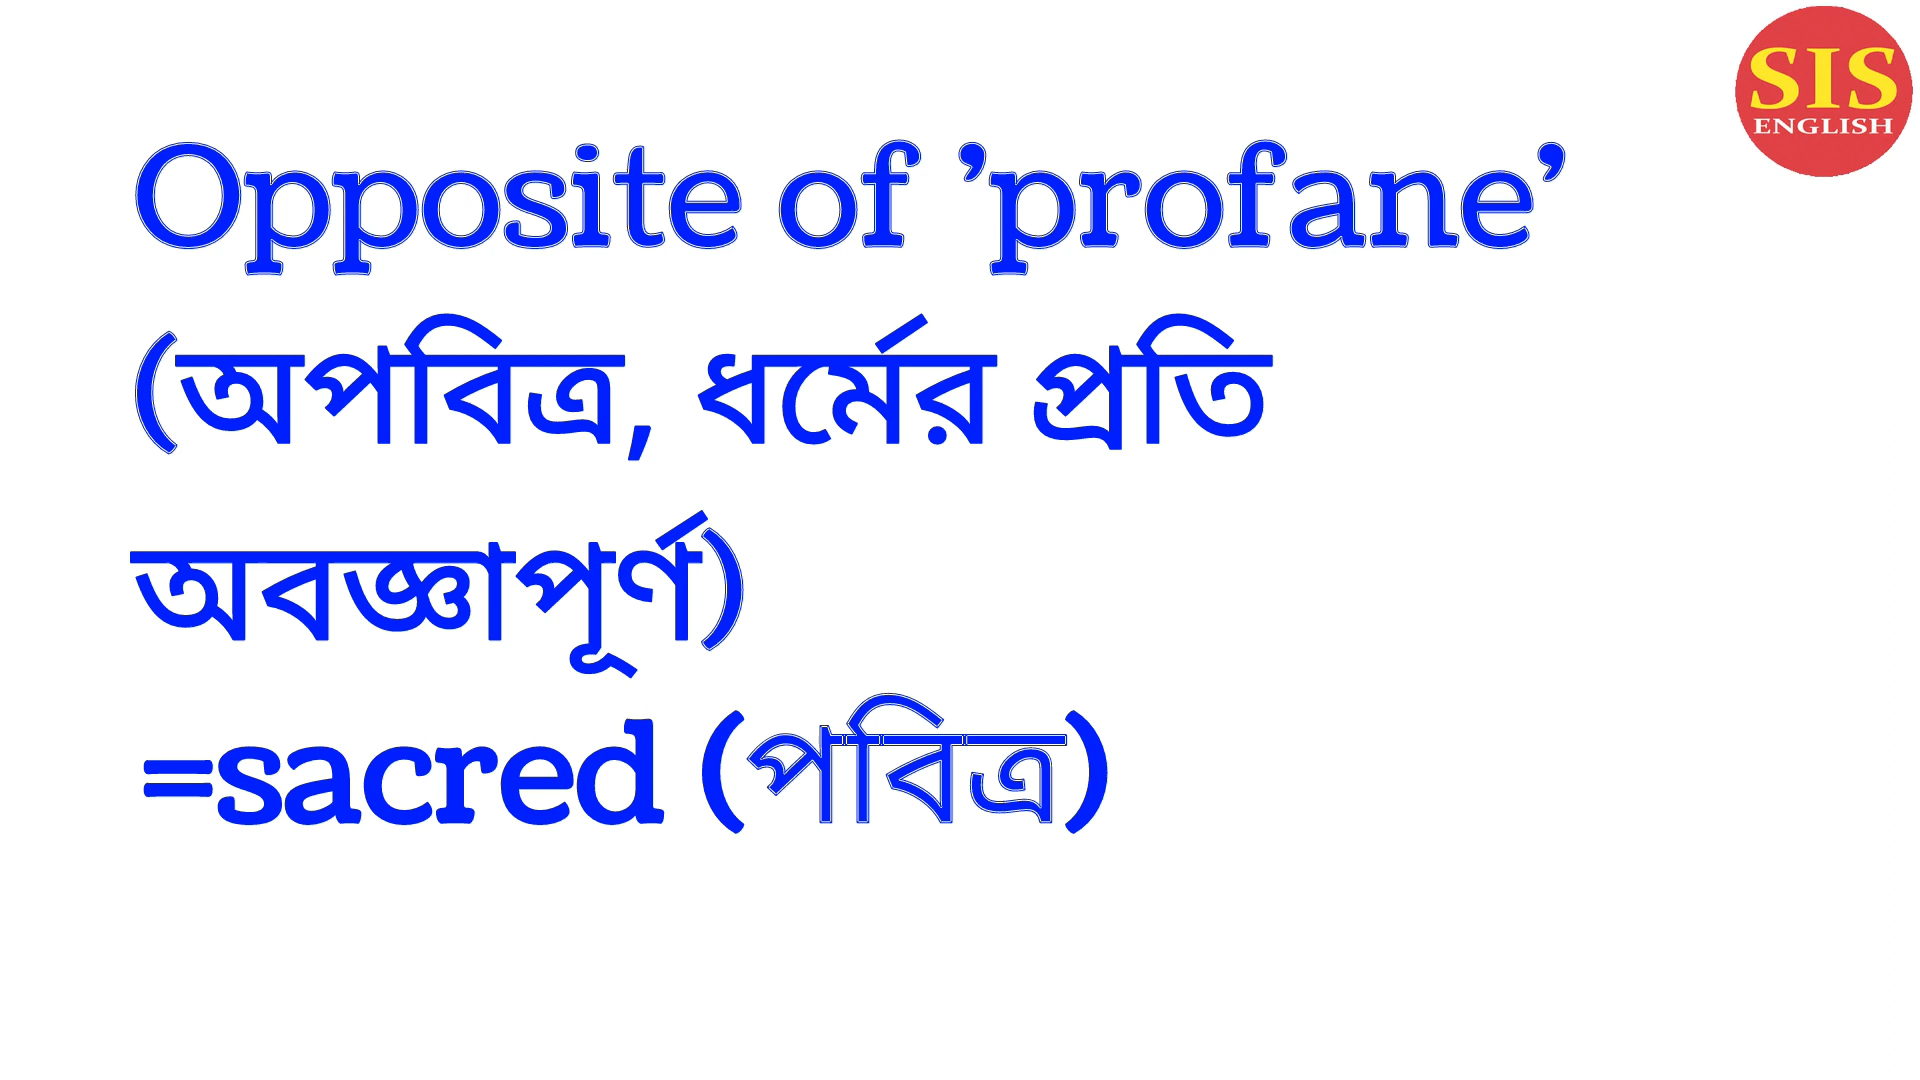 SIS
ENGLISH
Opposite of ’profane’
(অপবিত্র, ধর্মের প্রতি
অবজ্ঞাপূর্ণ)
=sacred (পবিত্র)